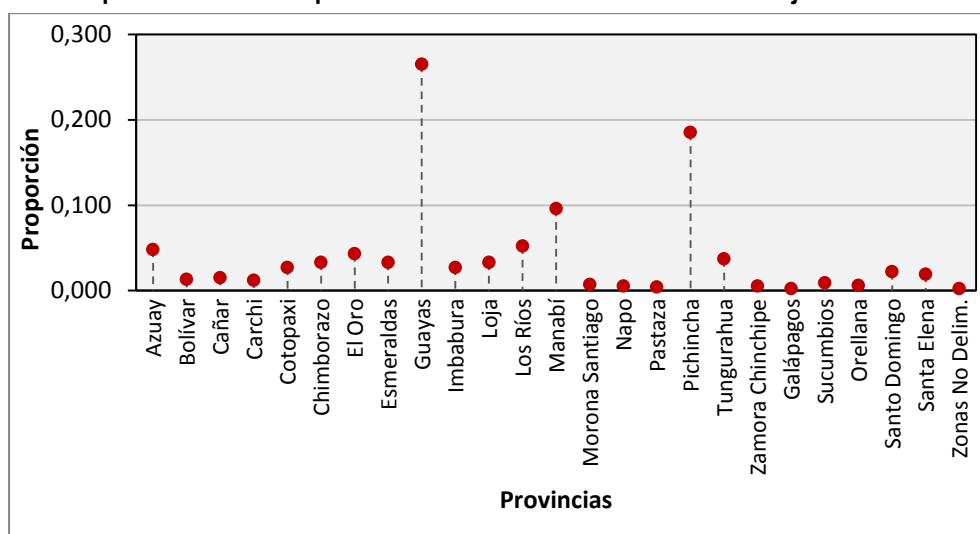 0,300
0,200
0,100
0,000
Proporción
Azuay
Bolívar
Cañar
Carchi
Cotopaxi
Chimborazo
El Oro
Esmeraldas
Guayas
Imbabura
Loja
Los Ríos
Manabí
Morona Santiago
Napo
Pastaza
Pichincha
Tungurahua
Zamora Chinchipe
Galápagos
Sucumbios
Orellana
Santo Domingo
Santa Elena
Zonas No Delim.
Provincias